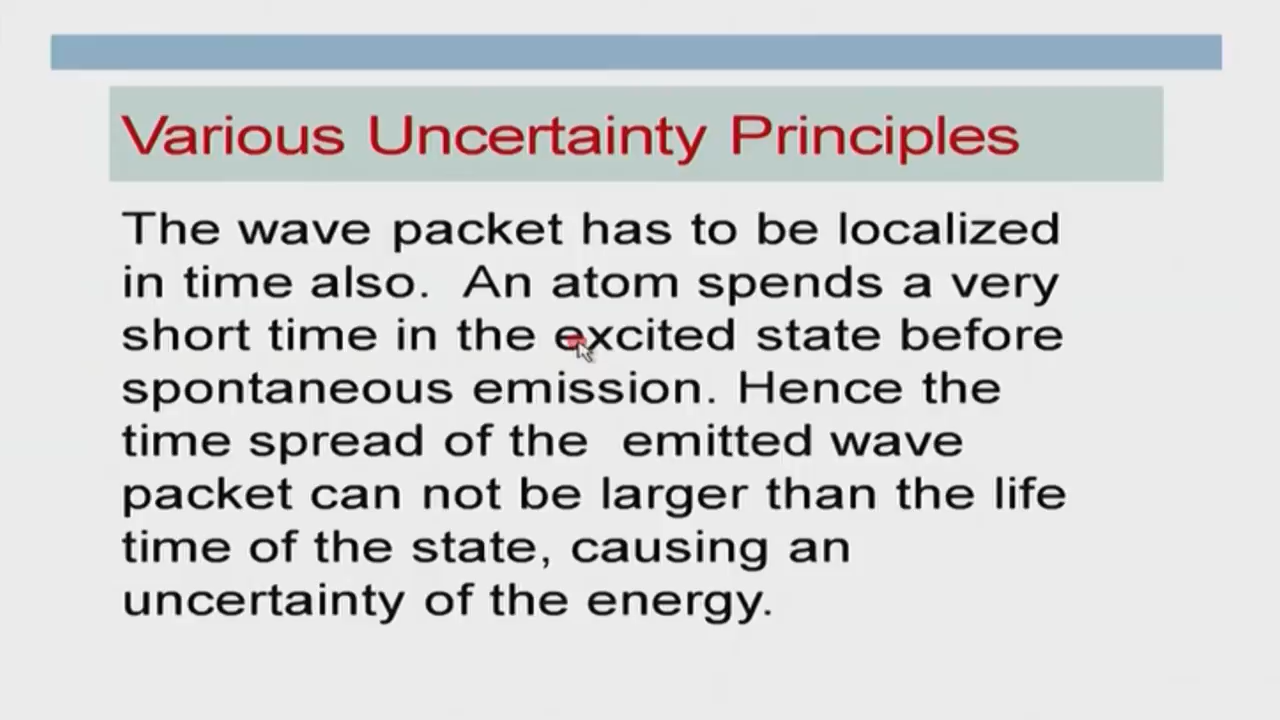 Various Uncertainty Principles
The wave packet has to be localized
in time also.  An atom spends a very
short time in the excited state before
spontaneous emission. Hence the
time spread of the  emitted wave
packet can not be larger than the life
time of the state, causing an
uncertainty of the energy.